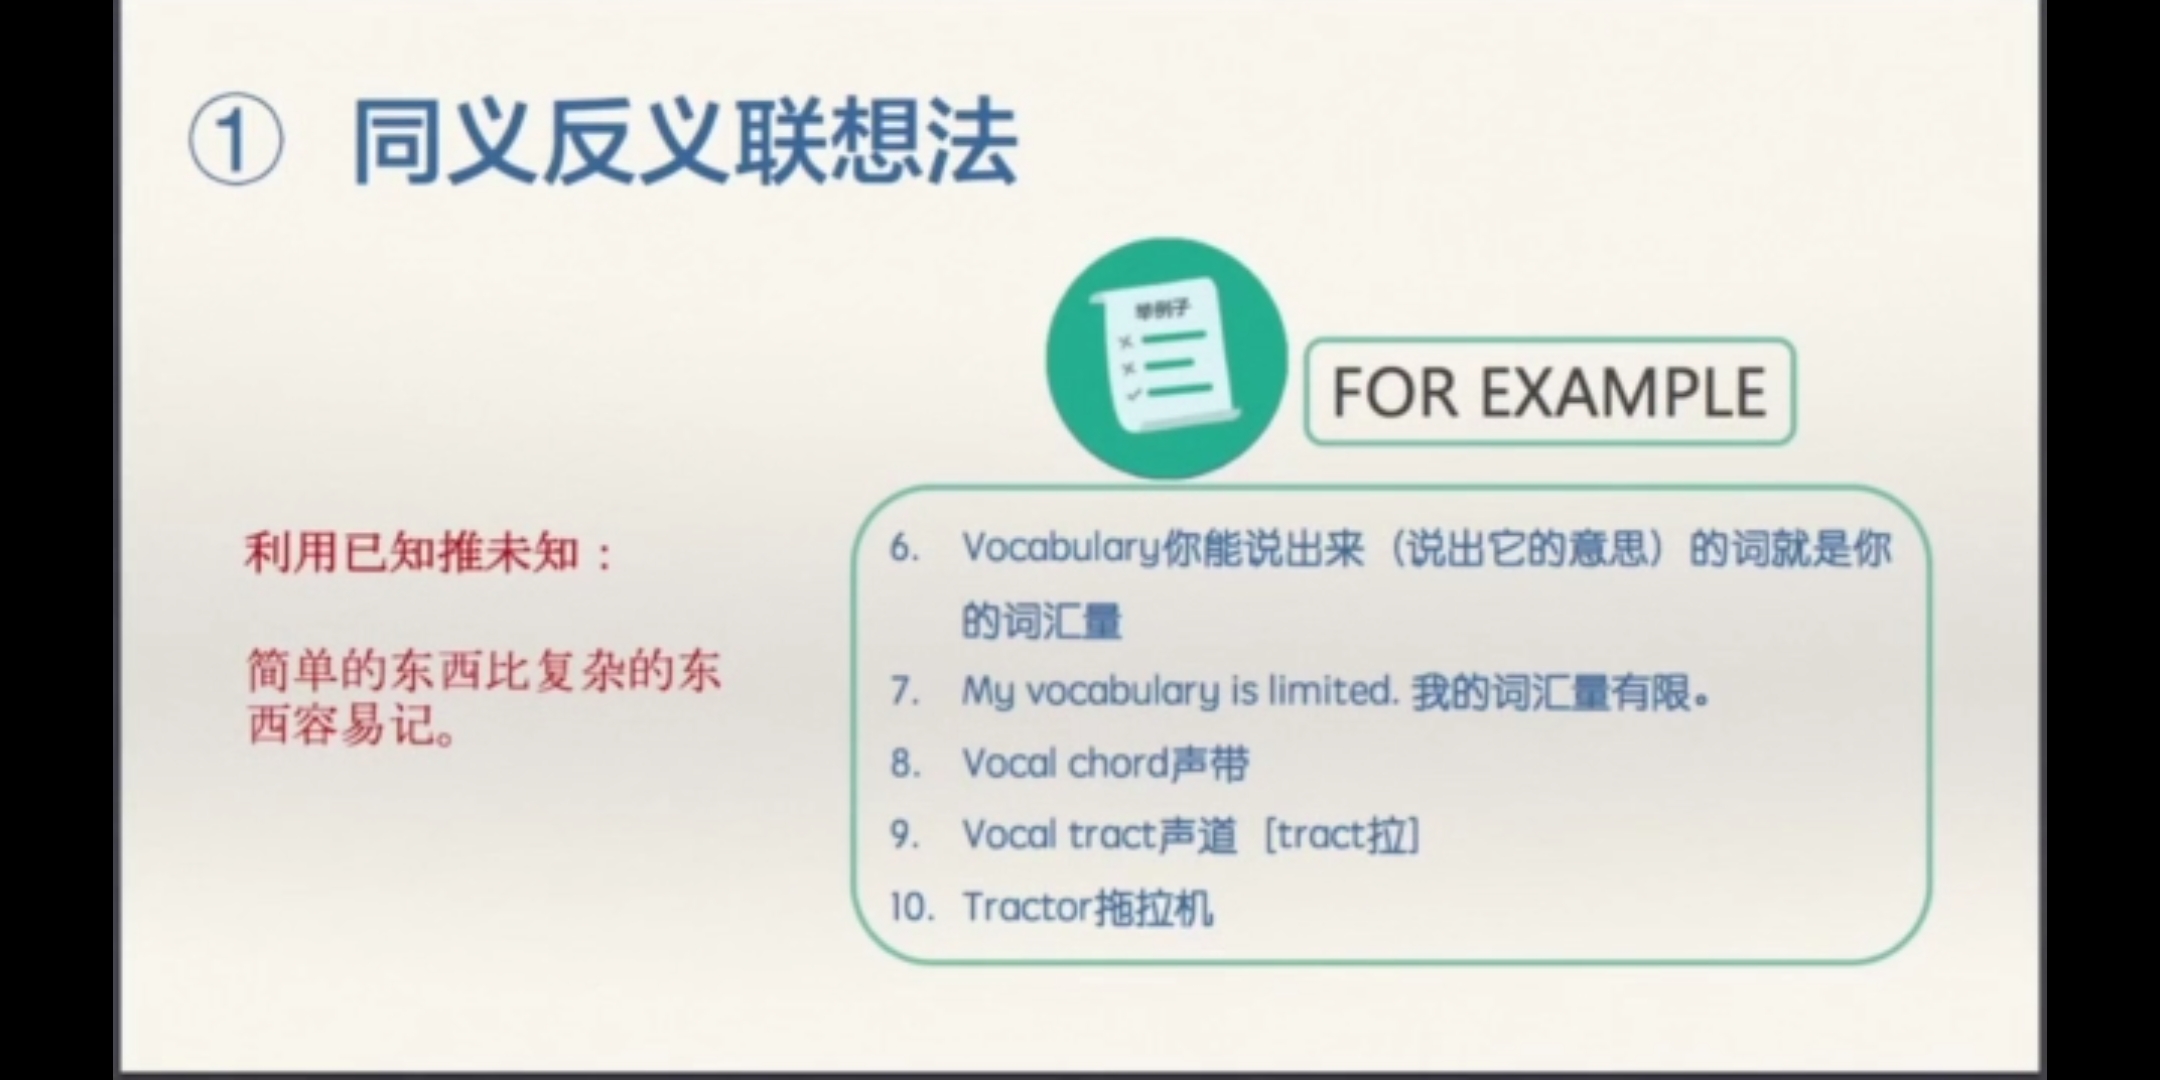 ① 同义反义联想法
举例子
FOR EXAMPLE
利用已知推未知：
简单的东西比复杂的东
西容易记。
6. Vocabulary你能说出来（说出它的意思）的词就是你
的词汇量
7. My vocabulary is limited. 我的词汇量有限。
8. Vocal chord声带
9. Vocal tract声道 [tract拉]
10. Tractor拖拉机